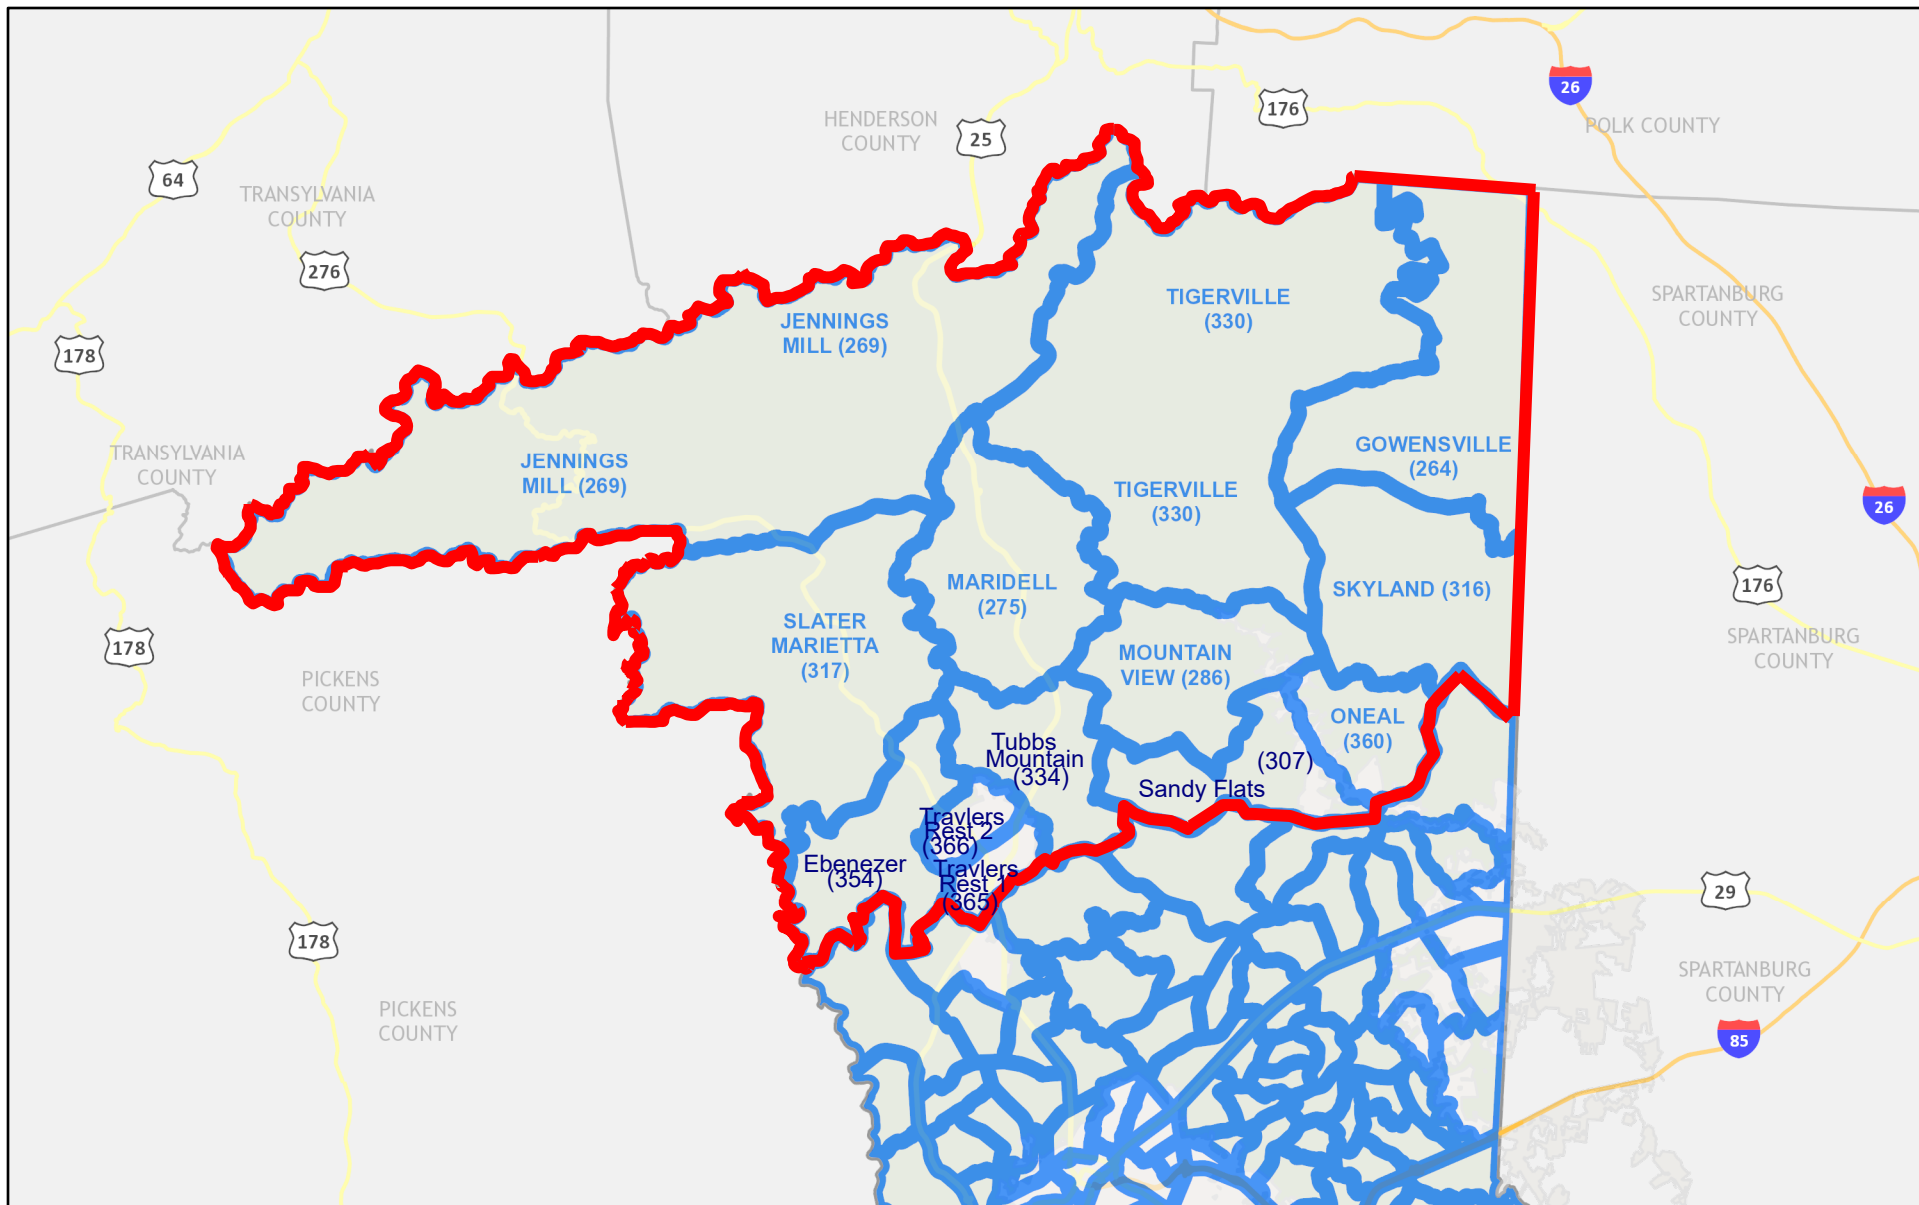 26
HENDERSON
COUNTY
25
176
POLK COUNTY
64
TRANSYLVANIA
COUNTY
276
TIGERVILLE
(330)
SPARTANBURG
COUNTY
JENNINGS
MILL (269)
178
TRANSYLVANIA
COUNTY
JENNINGS
MILL (269)
GOWENSVILLE
(264)
TIGERVILLE
(330)
26
MARIDELL
(275)
SKYLAND (316)
176
SLATER
MARIETTA
(317)
178
MOUNTAIN
VIEW (286)
SPARTANBURG
COUNTY
PICKENS
COUNTY
ONEAL
(360)
Tubbs
Mountain
(334)
(307)
Sandy Flats
Travlers
Rest 2
(366)
Ebenezer
(354)
Travlers
Rest 1
(365)
29
178
SPARTANBURG
COUNTY
PICKENS
COUNTY
85